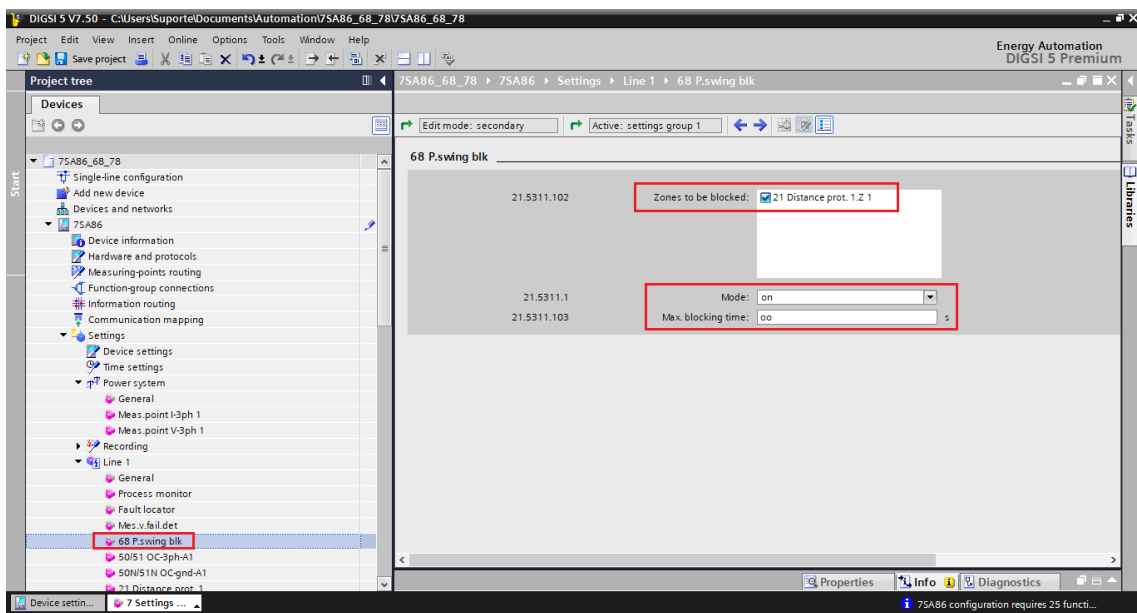 DIGSI 5 V7.50 - C:\Users\Suporte\Documents\Automation\7SA86_68_78\7SA86_68_78
Project Edit View Insert Online Options Tools Window Help
Save project
Energy Automation
DIGSI 5 Premium
Project tree
7SA86_68_78 7SA86 Settings Line 1 68 P.swing blk
Devices
Edit mode: secondary
Active: settings group 1
Start
Tasks
Libraries
7SA86_68_78
Single-line configuration
Add new device
Devices and networks
7SA86
Device information
Hardware and protocols
Measuring-points routing
Function-group connections
Information routing
Communication mapping
Settings
Device settings
Time settings
Power system
General
Meas.point I-3ph 1
Meas.point V-3ph 1
Recording
Line 1
General
Process monitor
Fault locator
Mes.v.fail.det
68 P.swing blk
50/51 OC-3ph-A1
50N/51N OC-gnd-A1
21 Distance prot. 1
68 P.swing blk
21.5311.102 Zones to be blocked: 21 Distance prot. 1.Z 1
21.5311.1 Mode: on
21.5311.103 Max. blocking time: oo s
Properties Info Diagnostics
Device settin... 7 Settings ... 7SA86 configuration requires 25 functi...